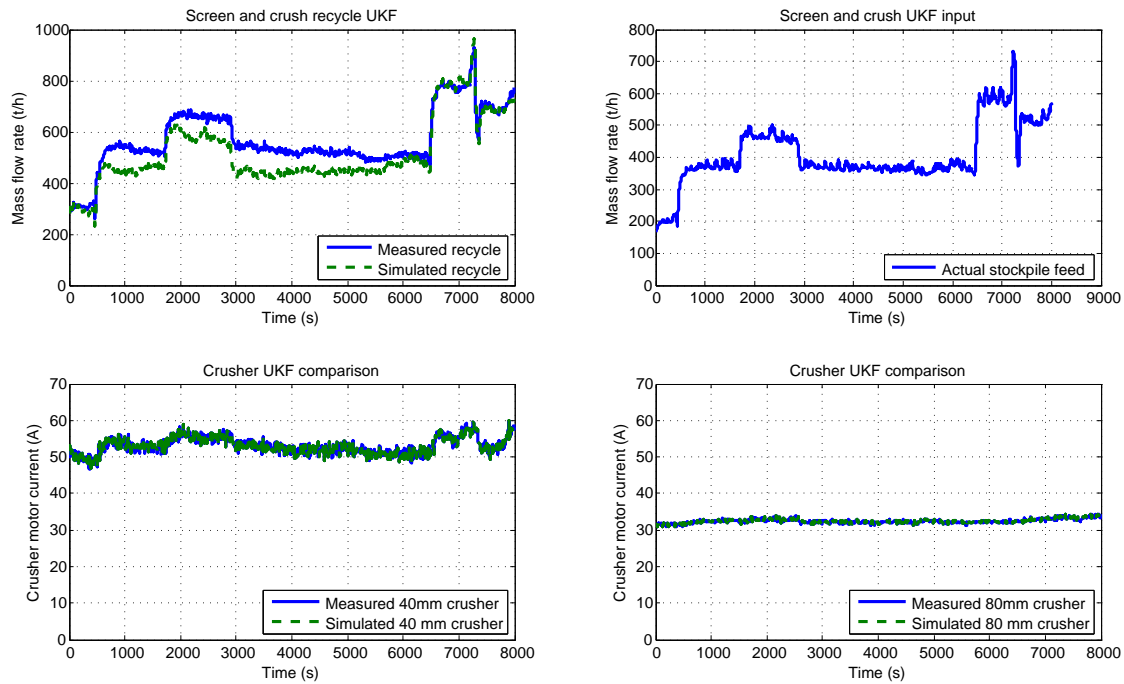 Screen and crush recycle UKF
1000
800
600
400
200
0
Mass flow rate (t/h)
0 1000 2000 3000 4000 5000 6000 7000 8000
Time (s)
Measured recycle
Simulated recycle
Screen and crush UKF input
800
700
600
500
400
300
200
100
0
Mass flow rate (t/h)
0 1000 2000 3000 4000 5000 6000 7000 8000 9000
Time (s)
Actual stockpile feed
Crusher UKF comparison
70
60
50
40
30
20
10
0
Crusher motor current (A)
0 1000 2000 3000 4000 5000 6000 7000 8000
Time (s)
Measured 40mm crusher
Simulated 40 mm crusher
Crusher UKF comparison
70
60
50
40
30
20
10
0
Crusher motor current (A)
0 1000 2000 3000 4000 5000 6000 7000 8000
Time (s)
Measured 80mm crusher
Simulated 80 mm crusher